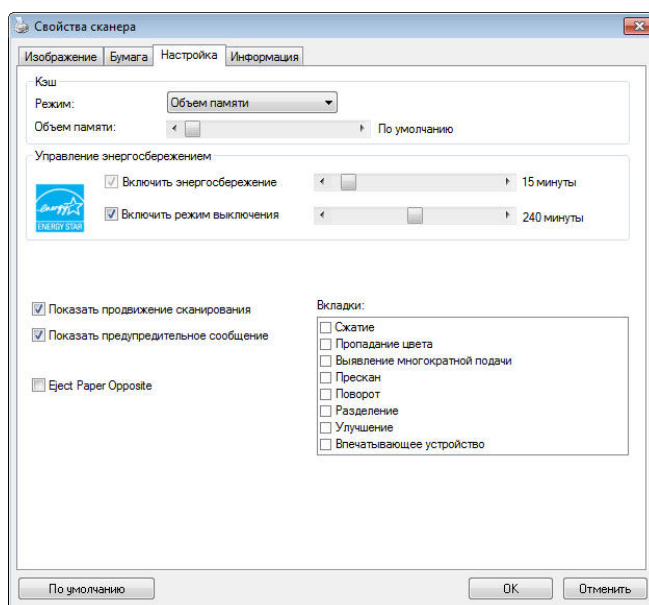 Свойства сканера
Изображение Бумага Настройка Информация
Кэш
Режим: Объем памяти
Объем памяти: По умолчанию
Управление энергосбережением
Включить энергосбережение 15 минуты
Включить режим выключения 240 минуты
energy
ENERGY STAR
Показать продвижение сканирования
Показать предупредительное сообщение
Eject Paper Opposite
Вкладки:
Сжатие
Пропадание цвета
Выявление многократной подачи
Прескан
Поворот
Разделение
Улучшение
Впечатывающее устройство
По умолчанию OK Отменить